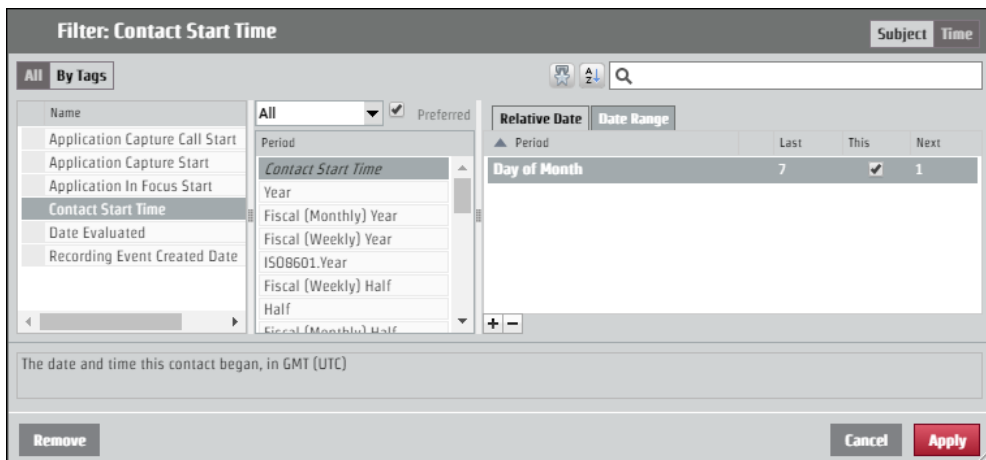 Filter: Contact Start Time
Subject Time
All By Tags
Name
Application Capture Call Start
Application Capture Start
Application In Focus Start
Contact Start Time
Date Evaluated
Recording Event Created Date
All Preferred
Period
Contact Start Time
Year
Fiscal (Monthly) Year
Fiscal (Weekly) Year
ISO8601.Year
Fiscal (Weekly) Half
Half
Fiscal (Monthly) Half
Relative Date Date Range
Period Last This Next
Day of Month 7 1
+ −
The date and time this contact began, in GMT (UTC)
Remove Cancel Apply